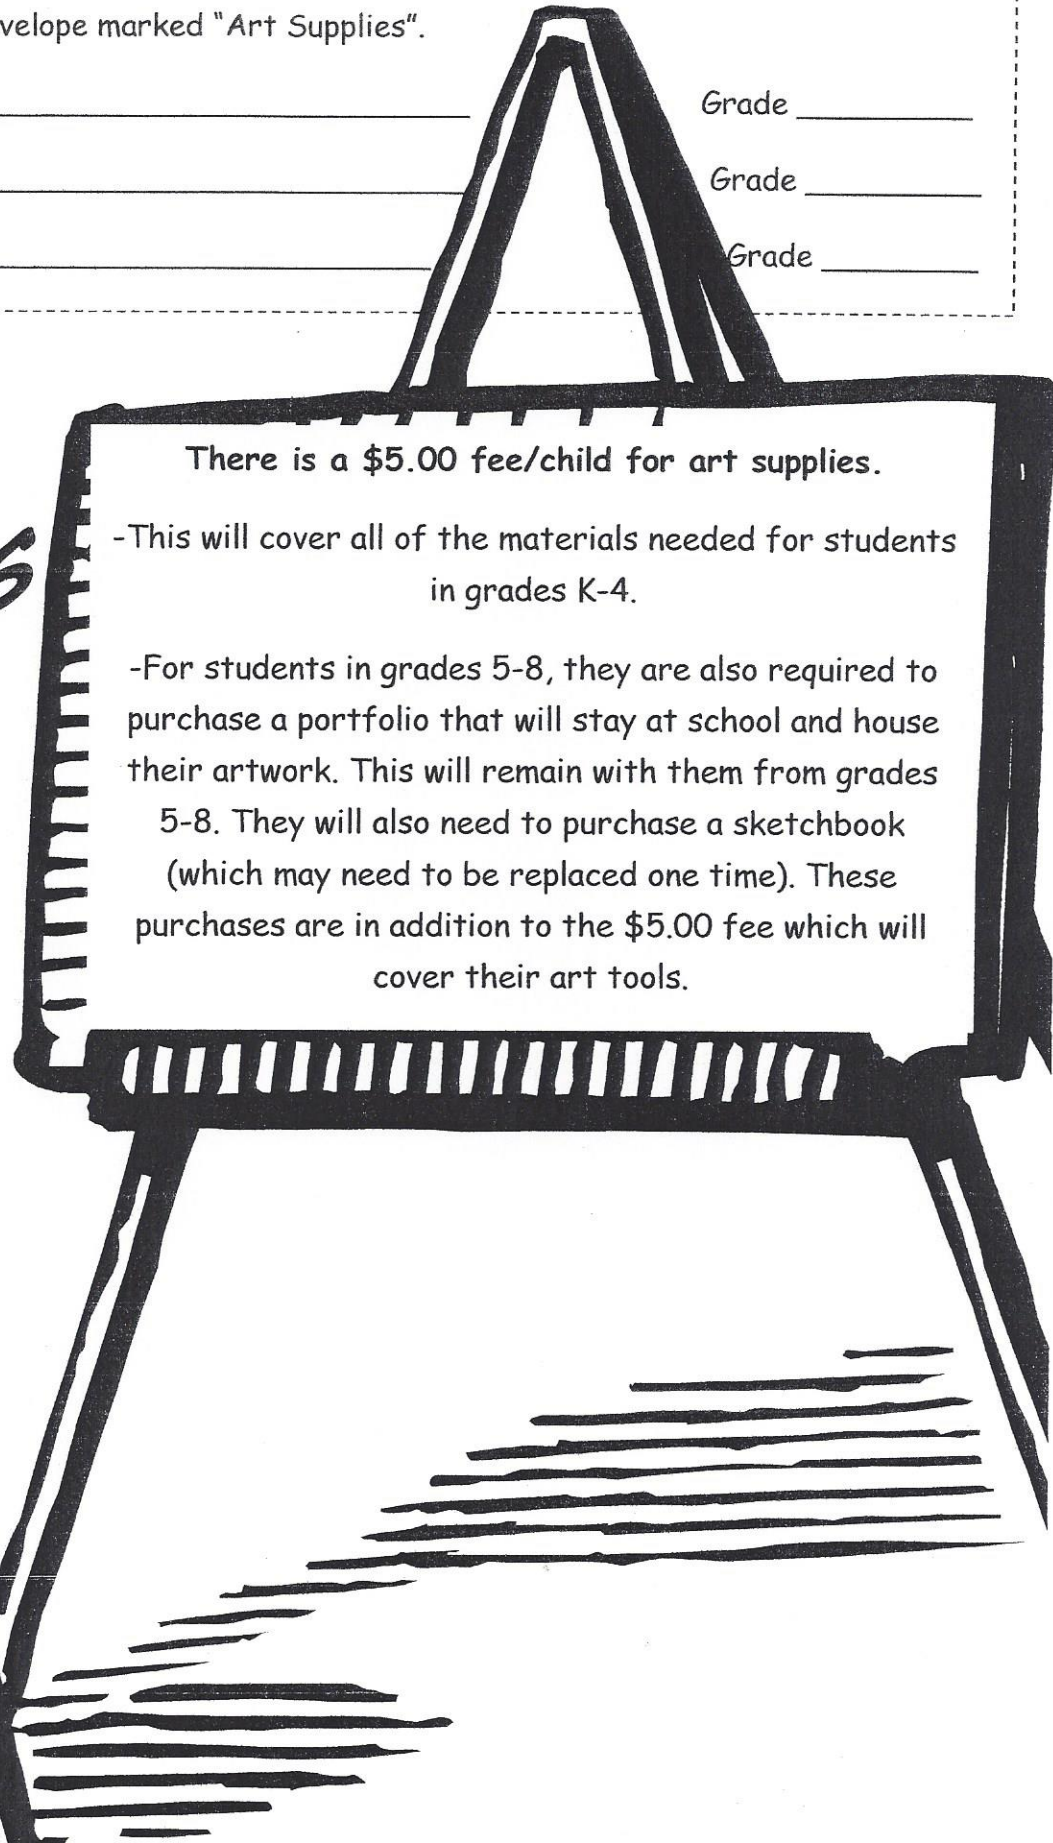 velope marked "Art Supplies".
Grade
Grade
Grade
There is a $5.00 fee/child for art supplies.
-This will cover all of the materials needed for students
in grades K-4.
-For students in grades 5-8, they are also required to
purchase a portfolio that will stay at school and house
their artwork. This will remain with them from grades
5-8. They will also need to purchase a sketchbook
(which may need to be replaced one time). These
purchases are in addition to the $5.00 fee which will
cover their art tools.